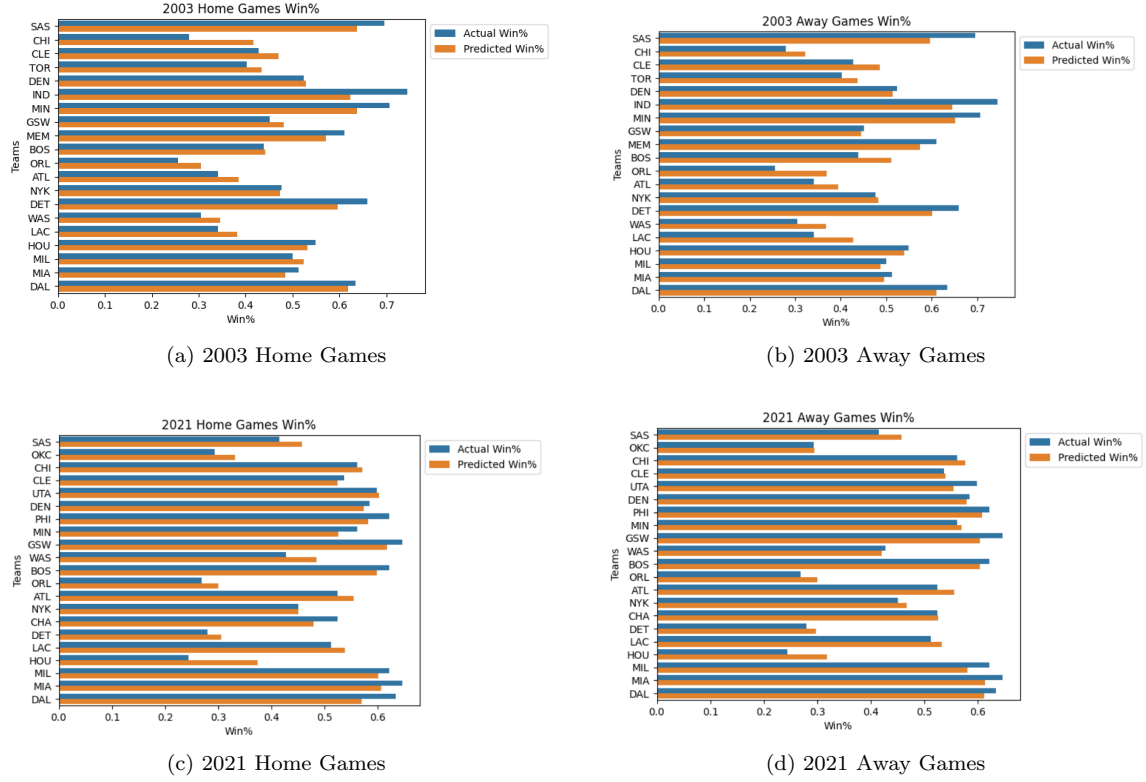 2003 Home Games Win%
SAS
CHI
CLE
TOR
DEN
IND
MIN
GSW
MEM
BOS
ORL
ATL
NYK
DET
WAS
LAC
HOU
MIL
MIA
DAL
Teams
0.0 0.1 0.2 0.3 0.4 0.5 0.6 0.7
Win%
Actual Win%
Predicted Win%
(a) 2003 Home Games
2003 Away Games Win%
SAS
CHI
CLE
TOR
DEN
IND
MIN
GSW
MEM
BOS
ORL
ATL
NYK
DET
WAS
LAC
HOU
MIL
MIA
DAL
Teams
0.0 0.1 0.2 0.3 0.4 0.5 0.6 0.7
Win%
Actual Win%
Predicted Win%
(b) 2003 Away Games
2021 Home Games Win%
SAS
OKC
CHI
CLE
UTA
DEN
PHI
MIN
GSW
WAS
BOS
ORL
ATL
NYK
CHA
DET
LAC
HOU
MIL
MIA
DAL
Teams
0.0 0.1 0.2 0.3 0.4 0.5 0.6
Win%
Actual Win%
Predicted Win%
(c) 2021 Home Games
2021 Away Games Win%
SAS
OKC
CHI
CLE
UTA
DEN
PHI
MIN
GSW
WAS
BOS
ORL
ATL
NYK
CHA
DET
LAC
HOU
MIL
MIA
DAL
Teams
0.0 0.1 0.2 0.3 0.4 0.5 0.6
Win%
Actual Win%
Predicted Win%
(d) 2021 Away Games